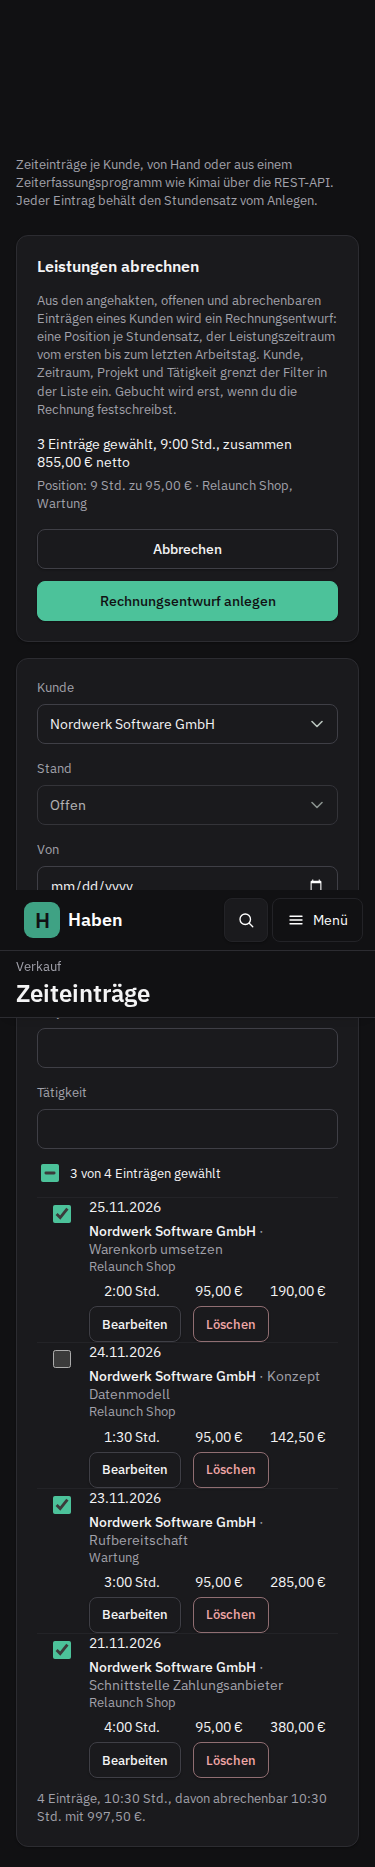 Zeiteinträge je Kunde, von Hand oder aus einem
Zeiterfassungsprogramm wie Kimai über die REST-API.
Jeder Eintrag behält den Stundensatz vom Anlegen.
Leistungen abrechnen
Aus den angehakten, offenen und abrechenbaren
Einträgen eines Kunden wird ein Rechnungsentwurf:
eine Position je Stundensatz, der Leistungszeitraum
vom ersten bis zum letzten Arbeitstag. Kunde,
Zeitraum, Projekt und Tätigkeit grenzt der Filter in
der Liste ein. Gebucht wird erst, wenn du die
Rechnung festschreibst.
3 Einträge gewählt, 9:00 Std., zusammen
855,00 € netto
Position: 9 Std. zu 95,00 € · Relaunch Shop,
Wartung
Abbrechen
Rechnungsentwurf anlegen
Kunde
Nordwerk Software GmbH
Stand
Offen
Von
mm/dd/yyyy
H Haben
Menü
Verkauf
Zeiteinträge
Tätigkeit
3 von 4 Einträgen gewählt
25.11.2026
Nordwerk Software GmbH ·
Warenkorb umsetzen
Relaunch Shop
2:00 Std. 95,00 € 190,00 €
Bearbeiten Löschen
24.11.2026
Nordwerk Software GmbH · Konzept
Datenmodell
Relaunch Shop
1:30 Std. 95,00 € 142,50 €
Bearbeiten Löschen
23.11.2026
Nordwerk Software GmbH ·
Rufbereitschaft
Wartung
3:00 Std. 95,00 € 285,00 €
Bearbeiten Löschen
21.11.2026
Nordwerk Software GmbH ·
Schnittstelle Zahlungsanbieter
Relaunch Shop
4:00 Std. 95,00 € 380,00 €
Bearbeiten Löschen
4 Einträge, 10:30 Std., davon abrechenbar 10:30
Std. mit 997,50 €.